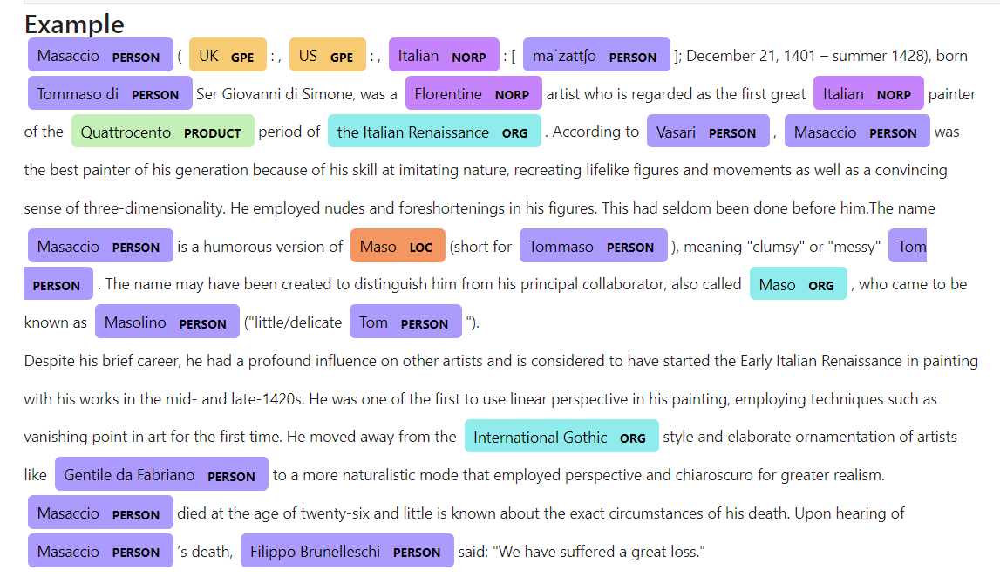 Example
Masaccio PERSON ( UK GPE : , US GPE : , Italian NORP : [ maˈzattʃo PERSON ]; December 21, 1401 – summer 1428), born
Tommaso di PERSON Ser Giovanni di Simone, was a Florentine NORP artist who is regarded as the first great Italian NORP painter
of the Quattrocento PRODUCT period of the Italian Renaissance ORG . According to Vasari PERSON , Masaccio PERSON was
the best painter of his generation because of his skill at imitating nature, recreating lifelike figures and movements as well as a convincing
sense of three-dimensionality. He employed nudes and foreshortenings in his figures. This had seldom been done before him.The name
Masaccio PERSON is a humorous version of Maso LOC (short for Tommaso PERSON ), meaning "clumsy" or "messy" Tom
PERSON . The name may have been created to distinguish him from his principal collaborator, also called Maso ORG , who came to be
known as Masolino PERSON ("little/delicate Tom PERSON ").
Despite his brief career, he had a profound influence on other artists and is considered to have started the Early Italian Renaissance in painting
with his works in the mid- and late-1420s. He was one of the first to use linear perspective in his painting, employing techniques such as
vanishing point in art for the first time. He moved away from the International Gothic ORG style and elaborate ornamentation of artists
like Gentile da Fabriano PERSON to a more naturalistic mode that employed perspective and chiaroscuro for greater realism.
Masaccio PERSON died at the age of twenty-six and little is known about the exact circumstances of his death. Upon hearing of
Masaccio PERSON 's death, Filippo Brunelleschi PERSON said: "We have suffered a great loss."